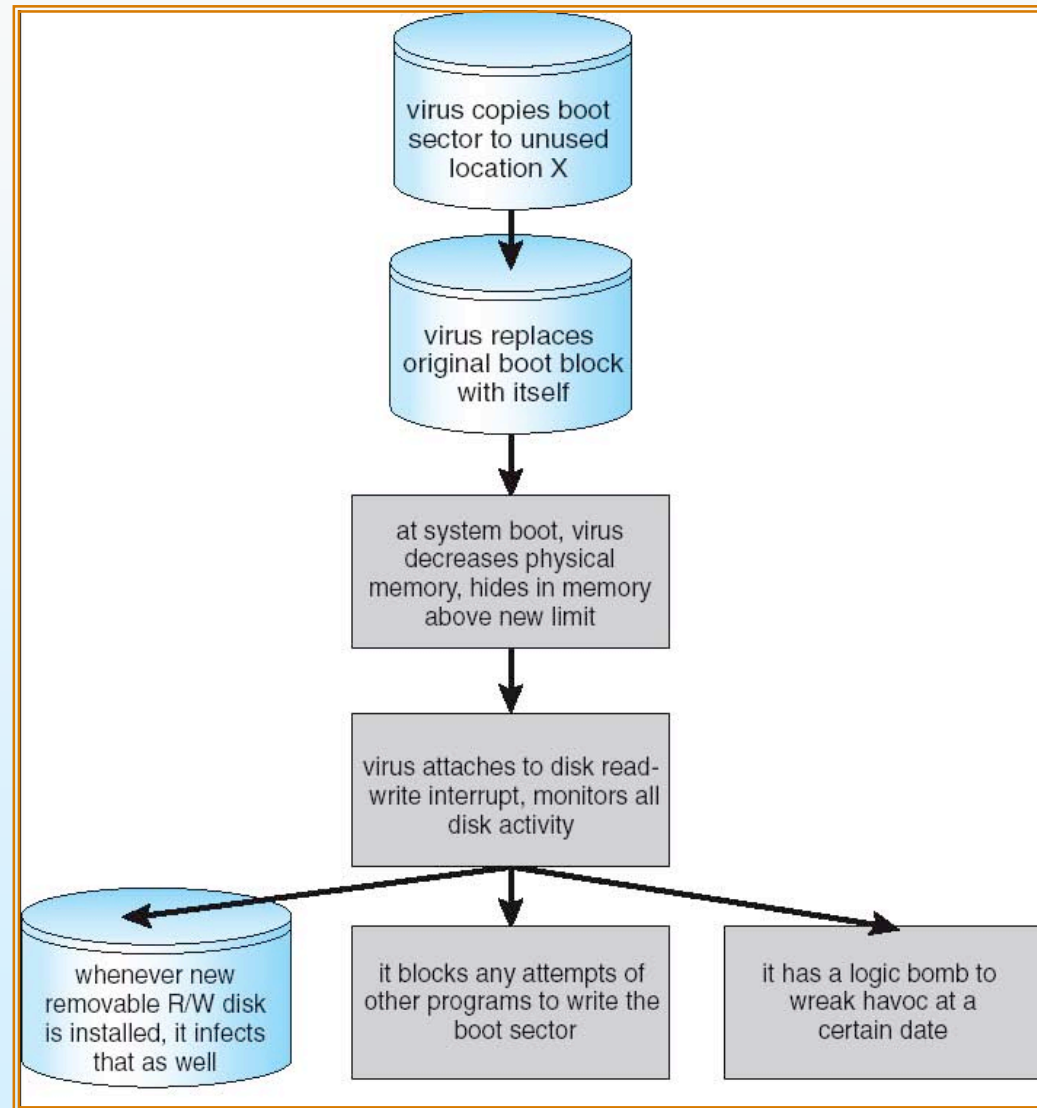 virus copies boot
sector to unused
location X
virus replaces
original boot block
with itself
at system boot, virus
decreases physical
memory, hides in memory
above new limit
virus attaches to disk read-
write interrupt, monitors all
disk activity
whenever new
removable R/W disk
is installed, it infects
that as well
it blocks any attempts of
other programs to write the
boot sector
it has a logic bomb to
wreak havoc at a
certain date